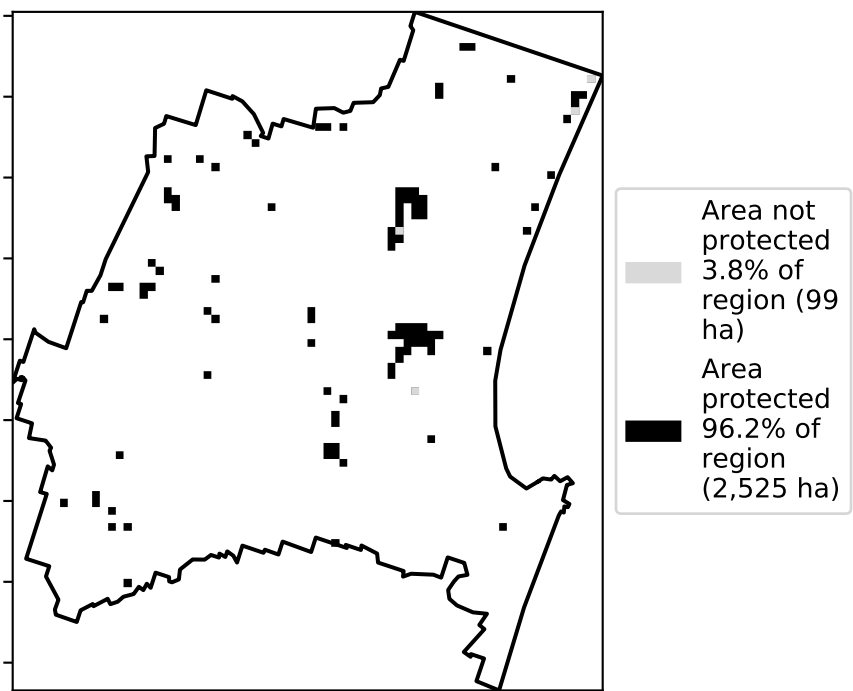 Area not
protected
3.8% of
region (99
ha)
Area
protected
96.2% of
region
(2,525 ha)